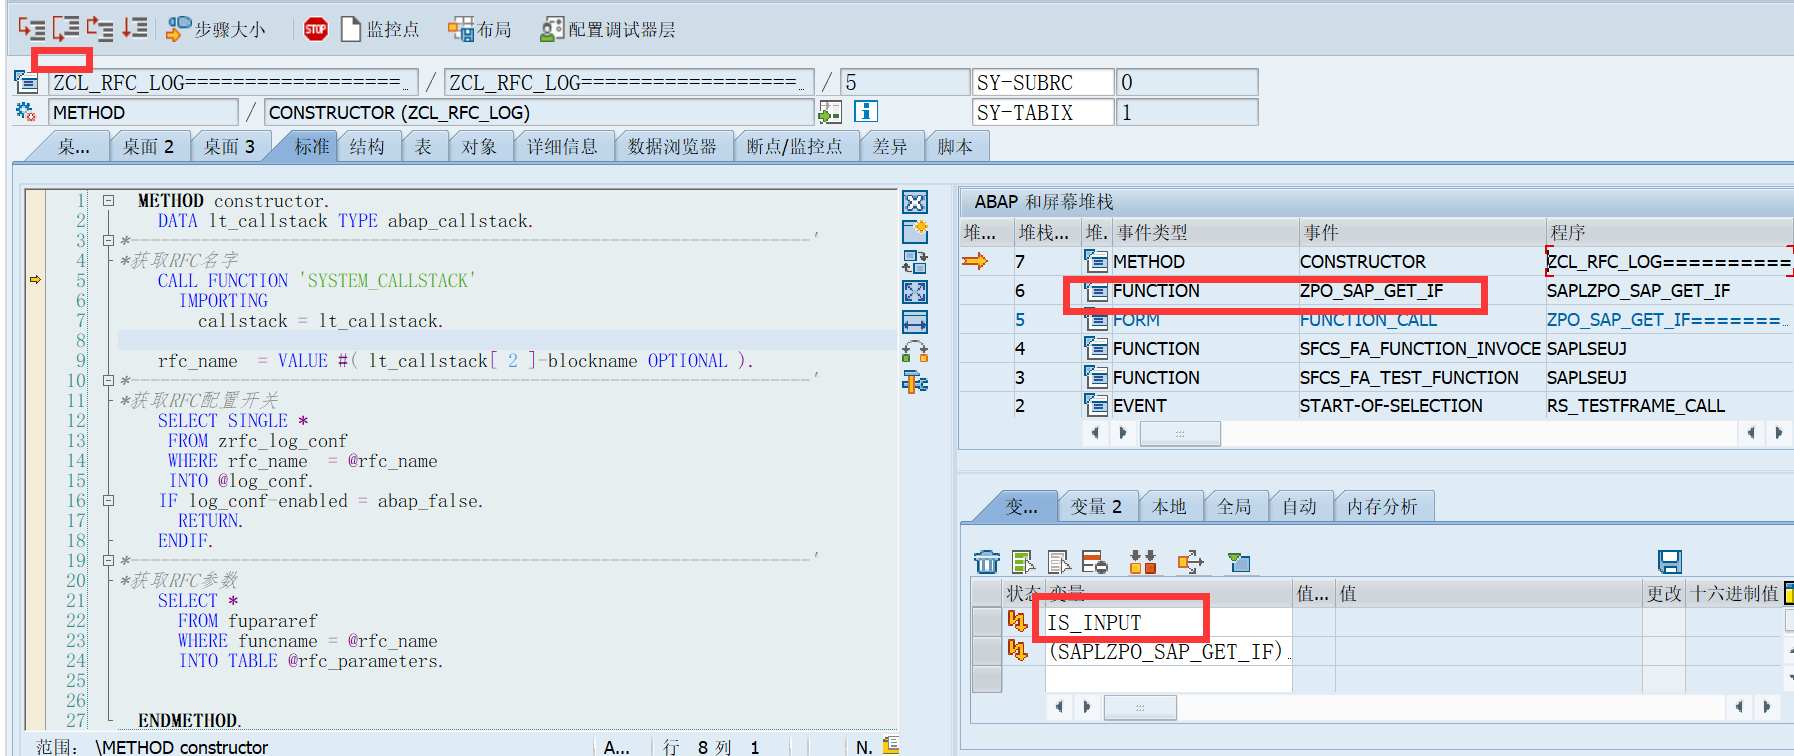 步骤大小 STOP 监控点 布局 配置调试器层
ZCL_RFC_LOG================== / ZCL_RFC_LOG================== / 5 SY-SUBRC 0
METHOD / CONSTRUCTOR (ZCL_RFC_LOG) SY-TABIX 1
桌... 桌面 2 桌面 3 标准 结构 表 对象 详细信息 数据浏览器 断点/监控点 差异 脚本
1 METHOD constructor.
2 DATA lt_callstack TYPE abap_callstack.
3 *--------------------------------------------------------------------'
4 *获取RFC名字
5 CALL FUNCTION 'SYSTEM_CALLSTACK'
6 IMPORTING
7 callstack = lt_callstack.
8
9 rfc_name  = VALUE #( lt_callstack[ 2 ]-blockname OPTIONAL ).
10 *--------------------------------------------------------------------'
11 *获取RFC配置开关
12 SELECT SINGLE *
13 FROM zrfc_log_conf
14 WHERE rfc_name  = @rfc_name
15 INTO @log_conf.
16 IF log_conf-enabled = abap_false.
17 RETURN.
18 ENDIF.
19 *--------------------------------------------------------------------'
20 *获取RFC参数
21 SELECT *
22 FROM fupararef
23 WHERE funcname = @rfc_name
24 INTO TABLE @rfc_parameters.
25
26
27 ENDMETHOD.
范围: \METHOD constructor A... 行 8 列 1 N.
ABAP 和屏幕堆栈
堆... 堆栈... 堆. 事件类型 事件 程序
7 METHOD CONSTRUCTOR ZCL_RFC_LOG==========
6 FUNCTION ZPO_SAP_GET_IF SAPLZPO_SAP_GET_IF
5 FORM FUNCTION_CALL ZPO_SAP_GET_IF=======...
4 FUNCTION SFCS_FA_FUNCTION_INVOCE SAPLSEUJ
3 FUNCTION SFCS_FA_TEST_FUNCTION SAPLSEUJ
2 EVENT START-OF-SELECTION RS_TESTFRAME_CALL
变... 变量 2 本地 全局 自动 内存分析
状态 变量 值... 值 更改 十六进制值
IS_INPUT
(SAPLZPO_SAP_GET_IF)...